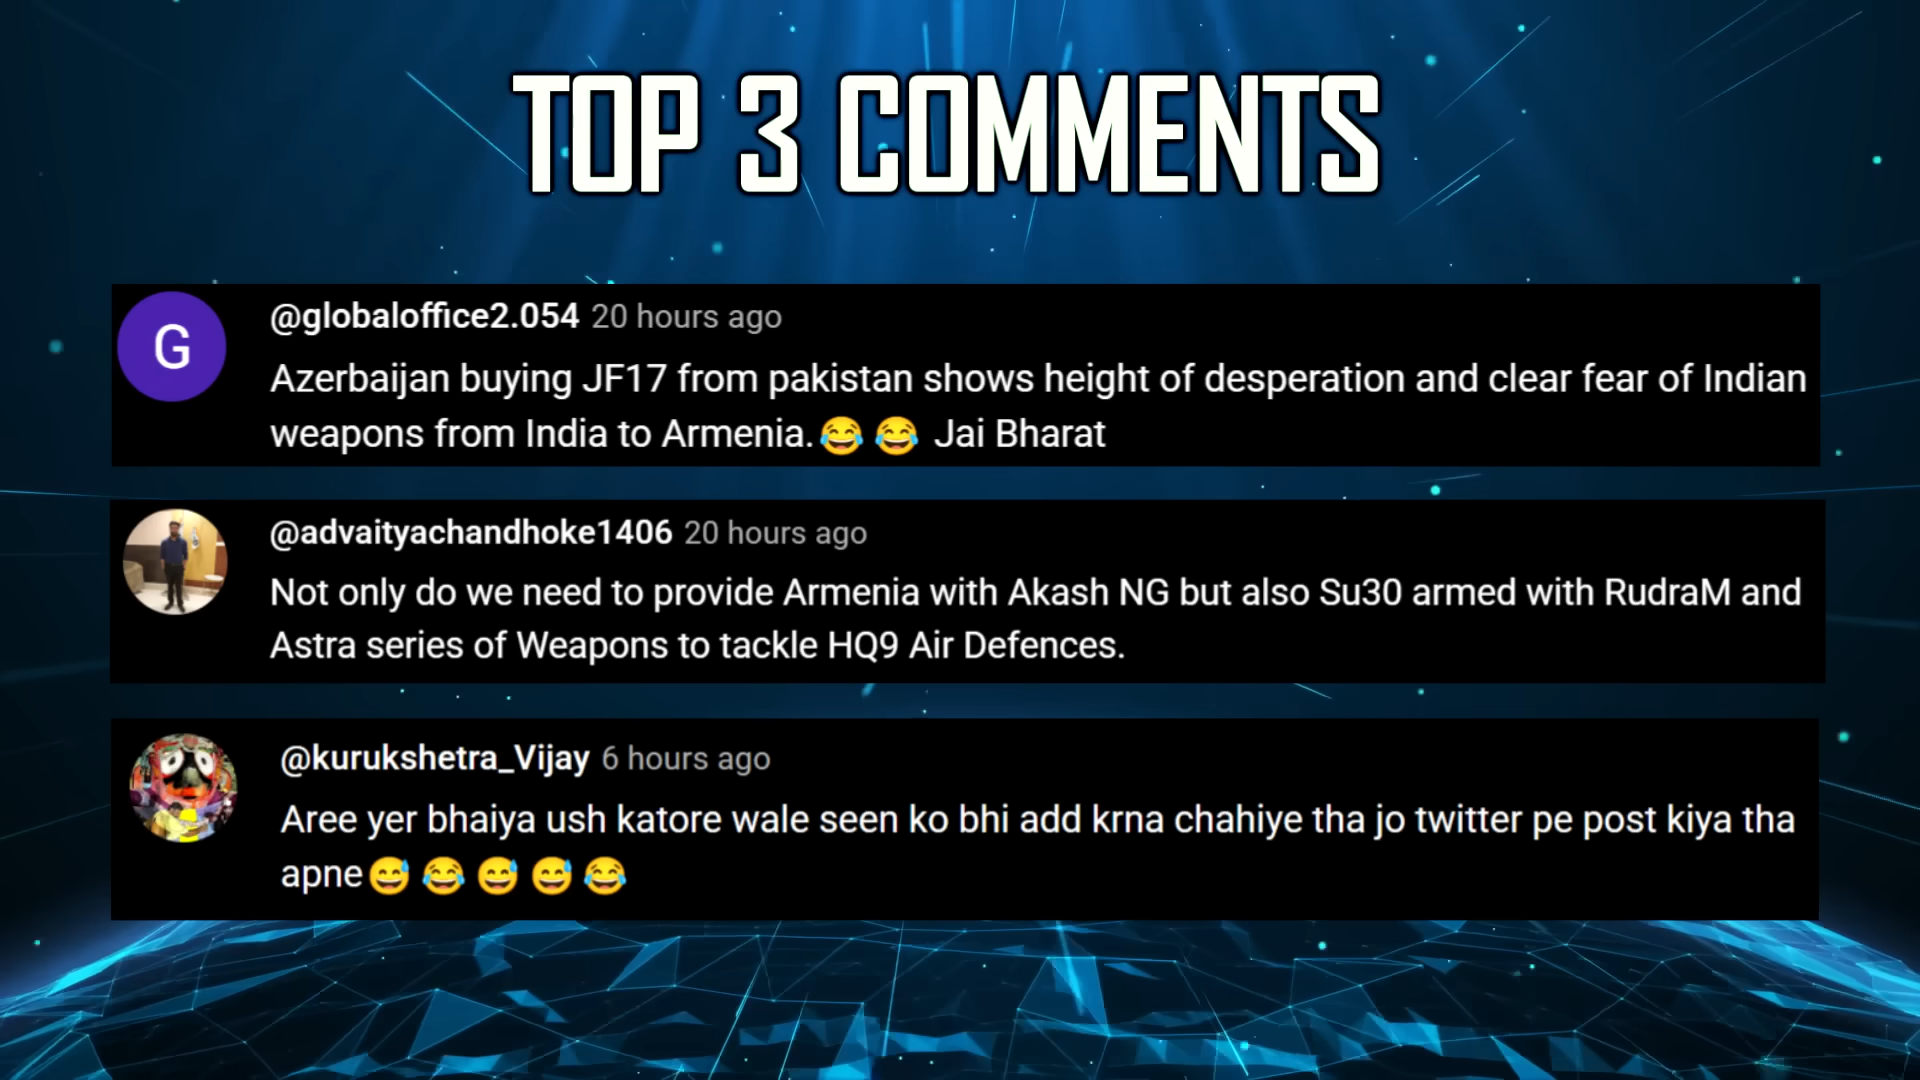 TOP 3 COMMENTS
G
@globaloffice2.054 20 hours ago
Azerbaijan buying JF17 from pakistan shows height of desperation and clear fear of Indian
weapons from India to Armenia.😂😂 Jai Bharat
@advaityachandhoke1406 20 hours ago
Not only do we need to provide Armenia with Akash NG but also Su30 armed with RudraM and
Astra series of Weapons to tackle HQ9 Air Defences.
@kurukshetra_Vijay 6 hours ago
Aree yer bhaiya ush katore wale seen ko bhi add krna chahiye tha jo twitter pe post kiya tha
apne😅😂😅😅😂